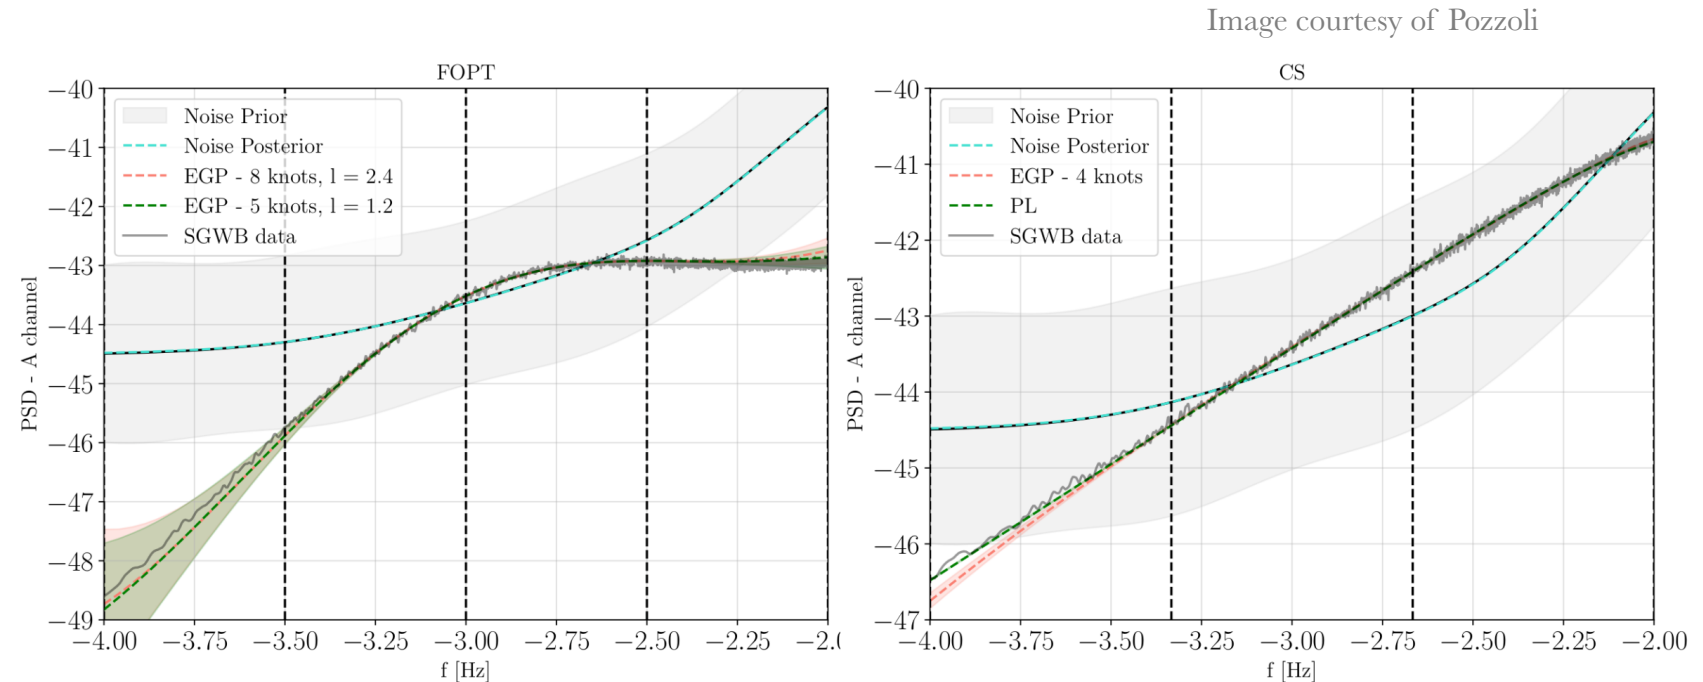 Image courtesy of Pozzoli
FOPT
−40
−41
−42
−43
−44
−45
−46
−47
−48
−49
PSD - A channel
Noise Prior
Noise Posterior
EGP - 8 knots, l = 2.4
EGP - 5 knots, l = 1.2
SGWB data
−4.00 −3.75 −3.50 −3.25 −3.00 −2.75 −2.50 −2.25 −2.0
f [Hz]
CS
−40
−41
−42
−43
−44
−45
−46
−47
PSD - A channel
Noise Prior
Noise Posterior
EGP - 4 knots
PL
SGWB data
−4.00 −3.75 −3.50 −3.25 −3.00 −2.75 −2.50 −2.25 −2.00
f [Hz]